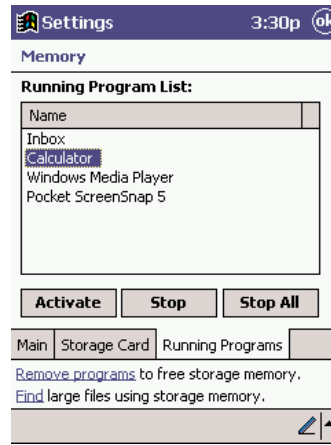 Settings 3:30p ok
Memory
Running Program List:
Name
Inbox
Calculator
Windows Media Player
Pocket ScreenSnap 5
Activate Stop Stop All
Main Storage Card Running Programs
Remove programs to free storage memory.
Find large files using storage memory.